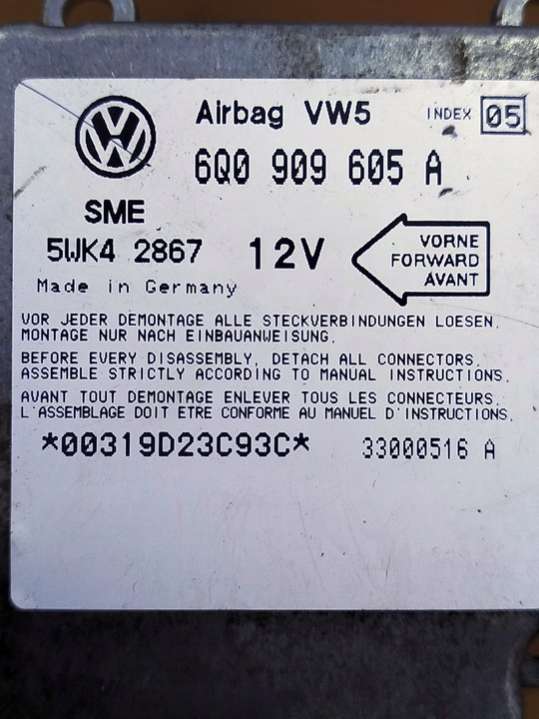 Airbag VW5 INDEX 05
6Q0 909 605 A
SME
5WK4 2867 12V
VORNE
FORWARD
AVANT
Made in Germany
VOR JEDER DEMONTAGE ALLE STECKVERBINDUNGEN LOESEN.
MONTAGE NUR NACH EINBAUANWEISUNG.
BEFORE EVERY DISASSEMBLY, DETACH ALL CONNECTORS.
ASSEMBLE STRICTLY ACCORDING TO MANUAL INSTRUCTIONS.
AVANT TOUT DEMONTAGE ENLEVER TOUS LES CONNECTEURS.
L'ASSEMBLAGE DOIT ETRE CONFORME AU MANUEL D'INSTRUCTIONS.
*00319D23C93C* 33000516 A